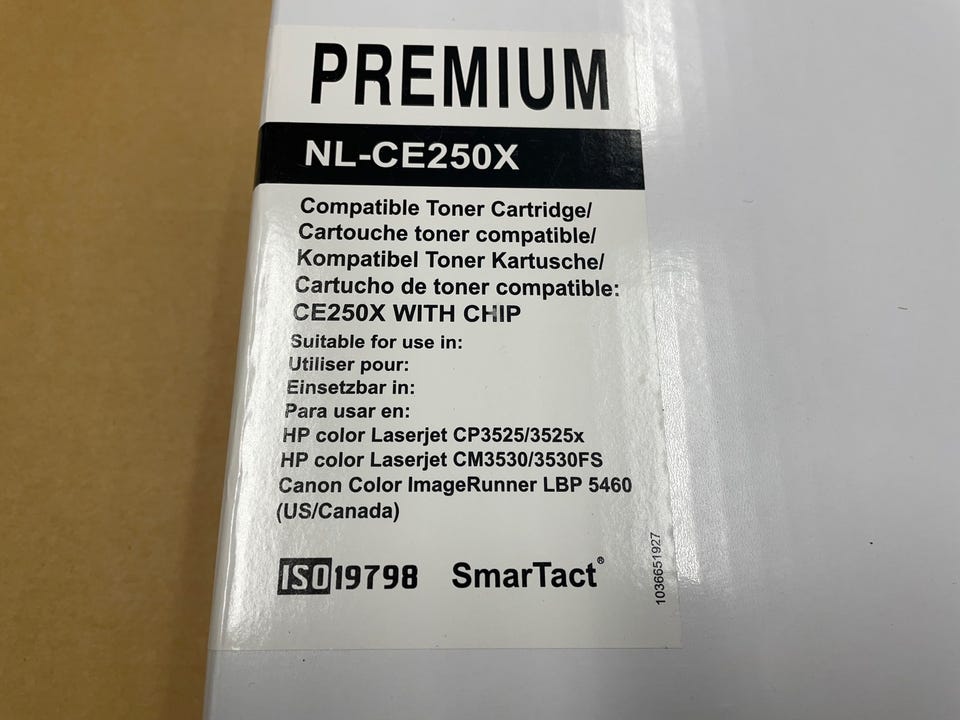 PREMIUM
NL-CE250X
Compatible Toner Cartridge/
Cartouche toner compatible/
Kompatibel Toner Kartusche/
Cartucho de toner compatible:
CE250X WITH CHIP
Suitable for use in:
Utiliser pour:
Einsetzbar in:
Para usar en:
HP color Laserjet CP3525/3525x
HP color Laserjet CM3530/3530FS
Canon Color ImageRunner LBP 5460
(US/Canada)
ISO19798 SmarTact®
1036651927